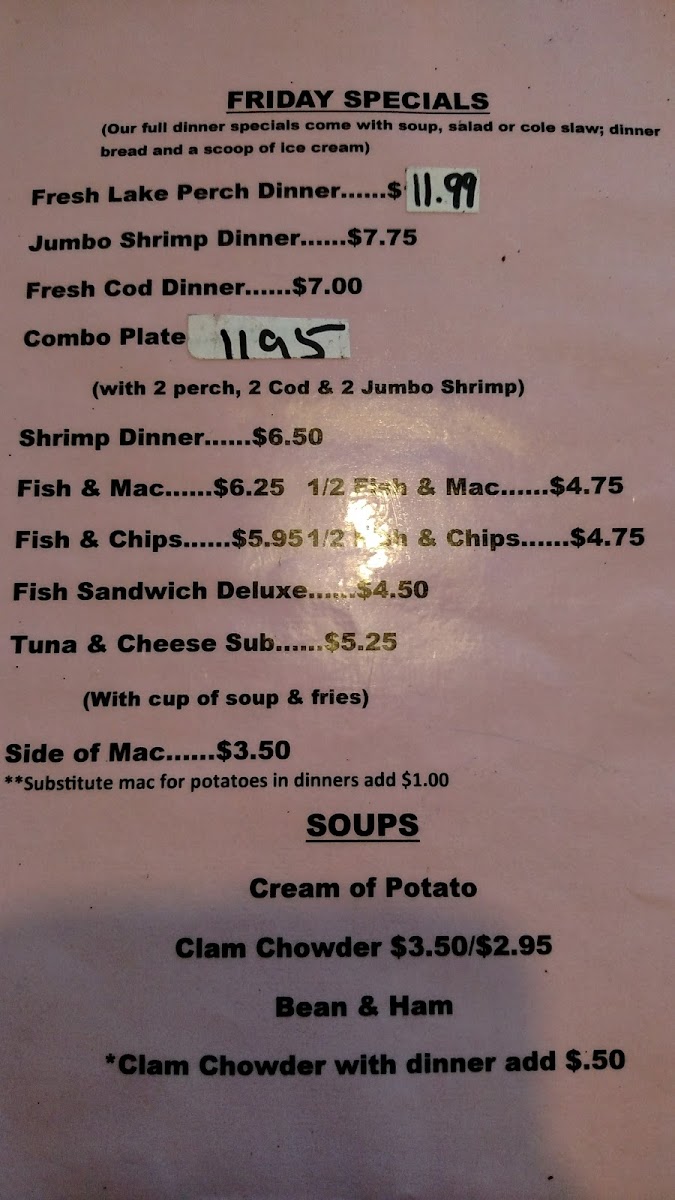 FRIDAY SPECIALS
(Our full dinner specials come with soup, salad or cole slaw; dinner
bread and a scoop of ice cream)
Fresh Lake Perch Dinner......$ 11.99
Jumbo Shrimp Dinner......$7.75
Fresh Cod Dinner......$7.00
Combo Plate 1195
(with 2 perch, 2 Cod & 2 Jumbo Shrimp)
Shrimp Dinner......$6.50
Fish & Mac......$6.25 1/2 Fish & Mac......$4.75
Fish & Chips......$5.95 1/2 Fish & Chips......$4.75
Fish Sandwich Deluxe......$4.50
Tuna & Cheese Sub......$5.25
(With cup of soup & fries)
Side of Mac......$3.50
**Substitute mac for potatoes in dinners add $1.00
SOUPS
Cream of Potato
Clam Chowder $3.50/$2.95
Bean & Ham
*Clam Chowder with dinner add $.50